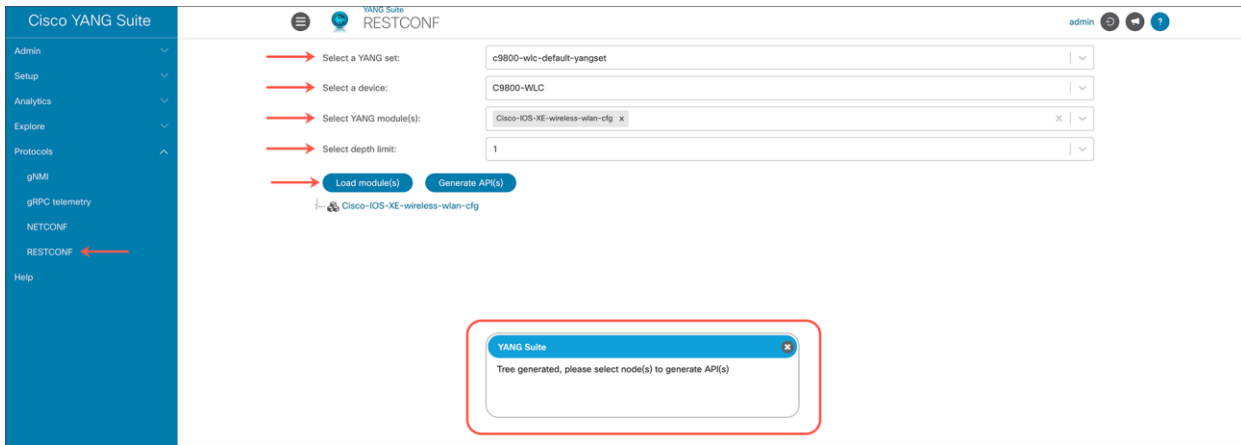 Cisco YANG Suite
YANG Suite
RESTCONF
admin
?
Admin
Setup
Analytics
Explore
Protocols
gNMI
gRPC telemetry
NETCONF
RESTCONF
Help
Select a YANG set: c9800-wlc-default-yangset
Select a device: C9800-WLC
Select YANG module(s): Cisco-IOS-XE-wireless-wlan-cfg x
Select depth limit: 1
Load module(s) Generate API(s)
Cisco-IOS-XE-wireless-wlan-cfg
YANG Suite
Tree generated, please select node(s) to generate API(s)